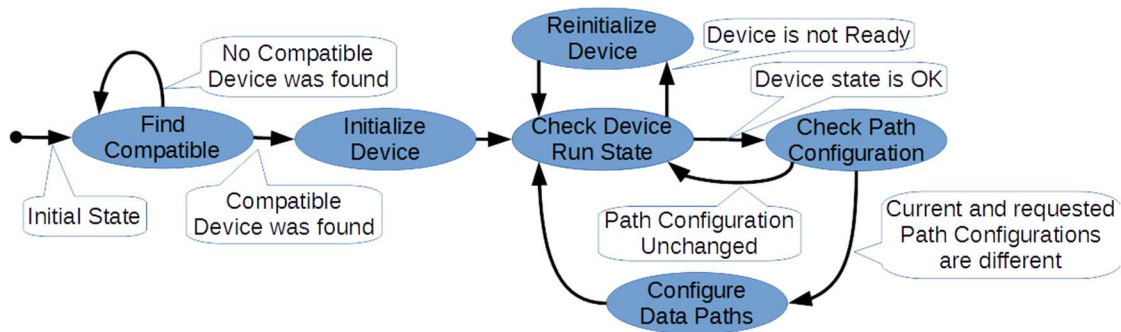 Reinitialize
Device
Device is not Ready
No Compatible
Device was found
Device state is OK
Find
Compatible
Initialize
Device
Check Device
Run State
Check Path
Configuration
Initial State
Compatible
Device was found
Path Configuration
Unchanged
Current and requested
Path Configurations
are different
Configure
Data Paths